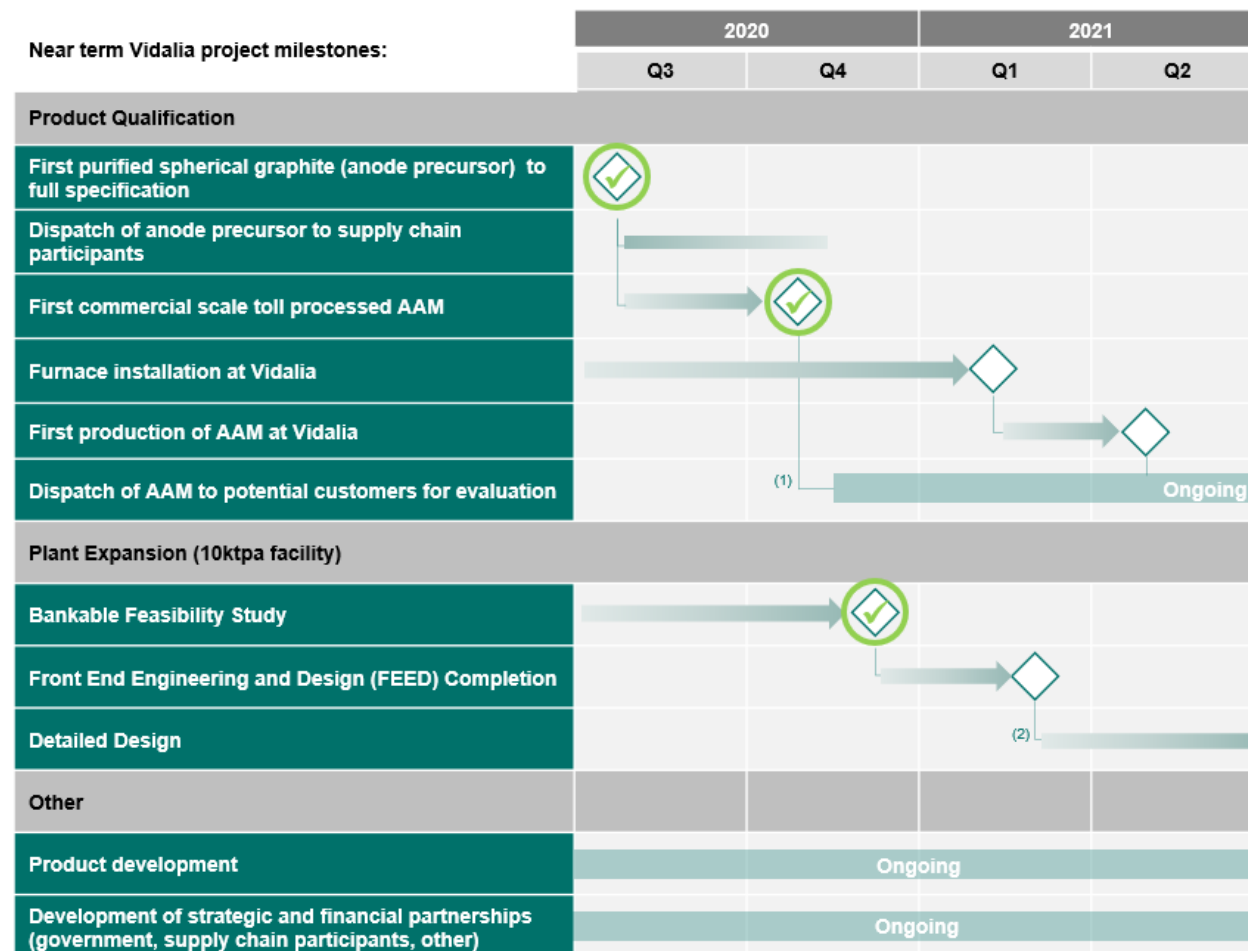 Near term Vidalia project milestones:
2020
2021
Q3
Q4
Q1
Q2
Product Qualification
First purified spherical graphite (anode precursor) to
full specification
Dispatch of anode precursor to supply chain
participants
First commercial scale toll processed AAM
Furnace installation at Vidalia
First production of AAM at Vidalia
Dispatch of AAM to potential customers for evaluation
(1)
Ongoing
Plant Expansion (10ktpa facility)
Bankable Feasibility Study
Front End Engineering and Design (FEED) Completion
Detailed Design
(2)
Other
Product development
Ongoing
Development of strategic and financial partnerships
(government, supply chain participants, other)
Ongoing